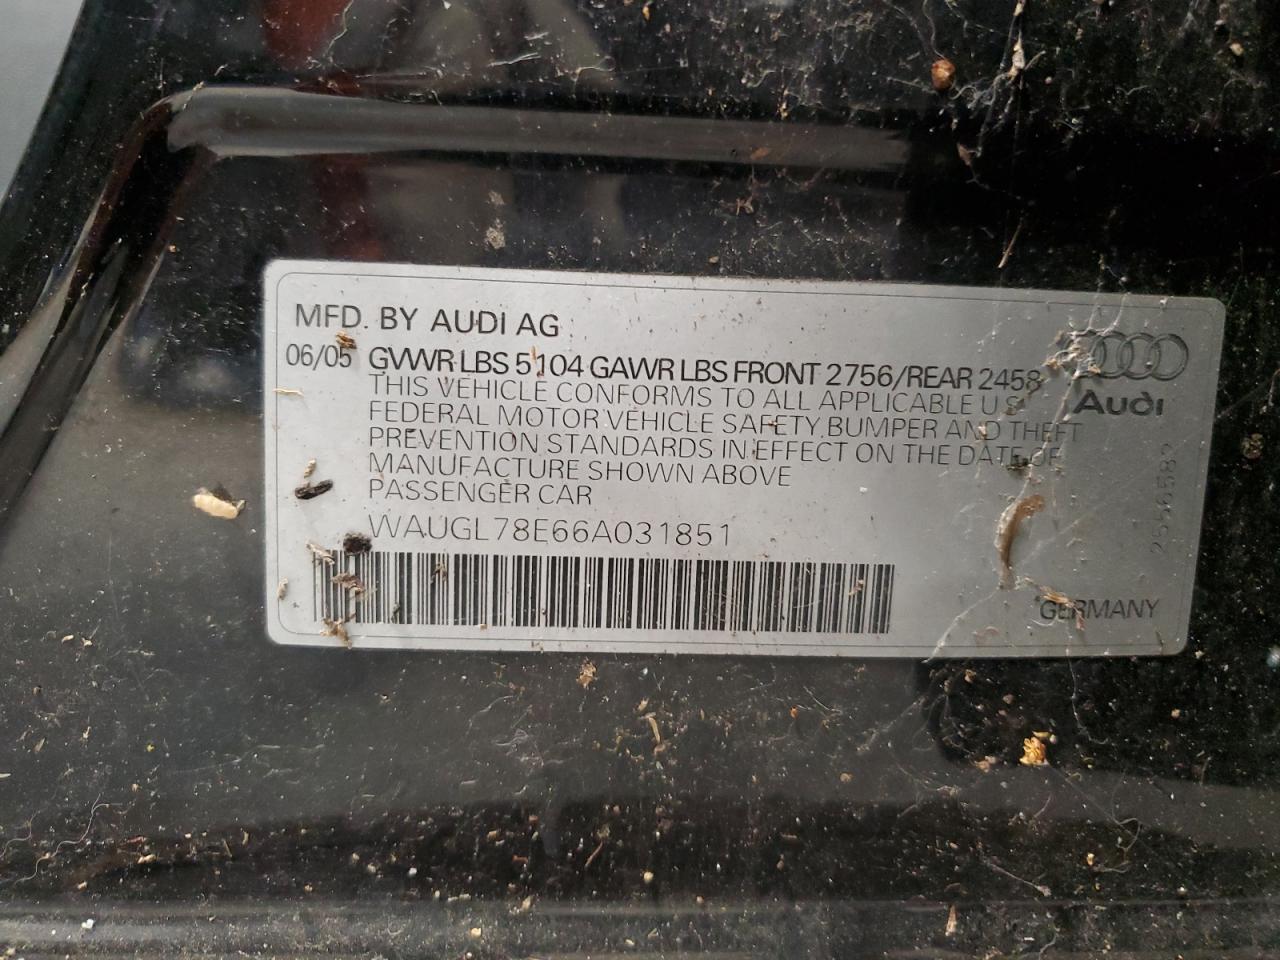 MFD. BY AUDI AG
06/05 GVWR LBS 5104 GAWR LBS FRONT 2756/REAR 2458
THIS VEHICLE CONFORMS TO ALL APPLICABLE U S
FEDERAL MOTOR VEHICLE SAFETY, BUMPER AND THEFT
PREVENTION STANDARDS IN EFFECT ON THE DATE OF
MANUFACTURE SHOWN ABOVE
PASSENGER CAR
WAUGL78E66A031851
Audi
2556582
GERMANY